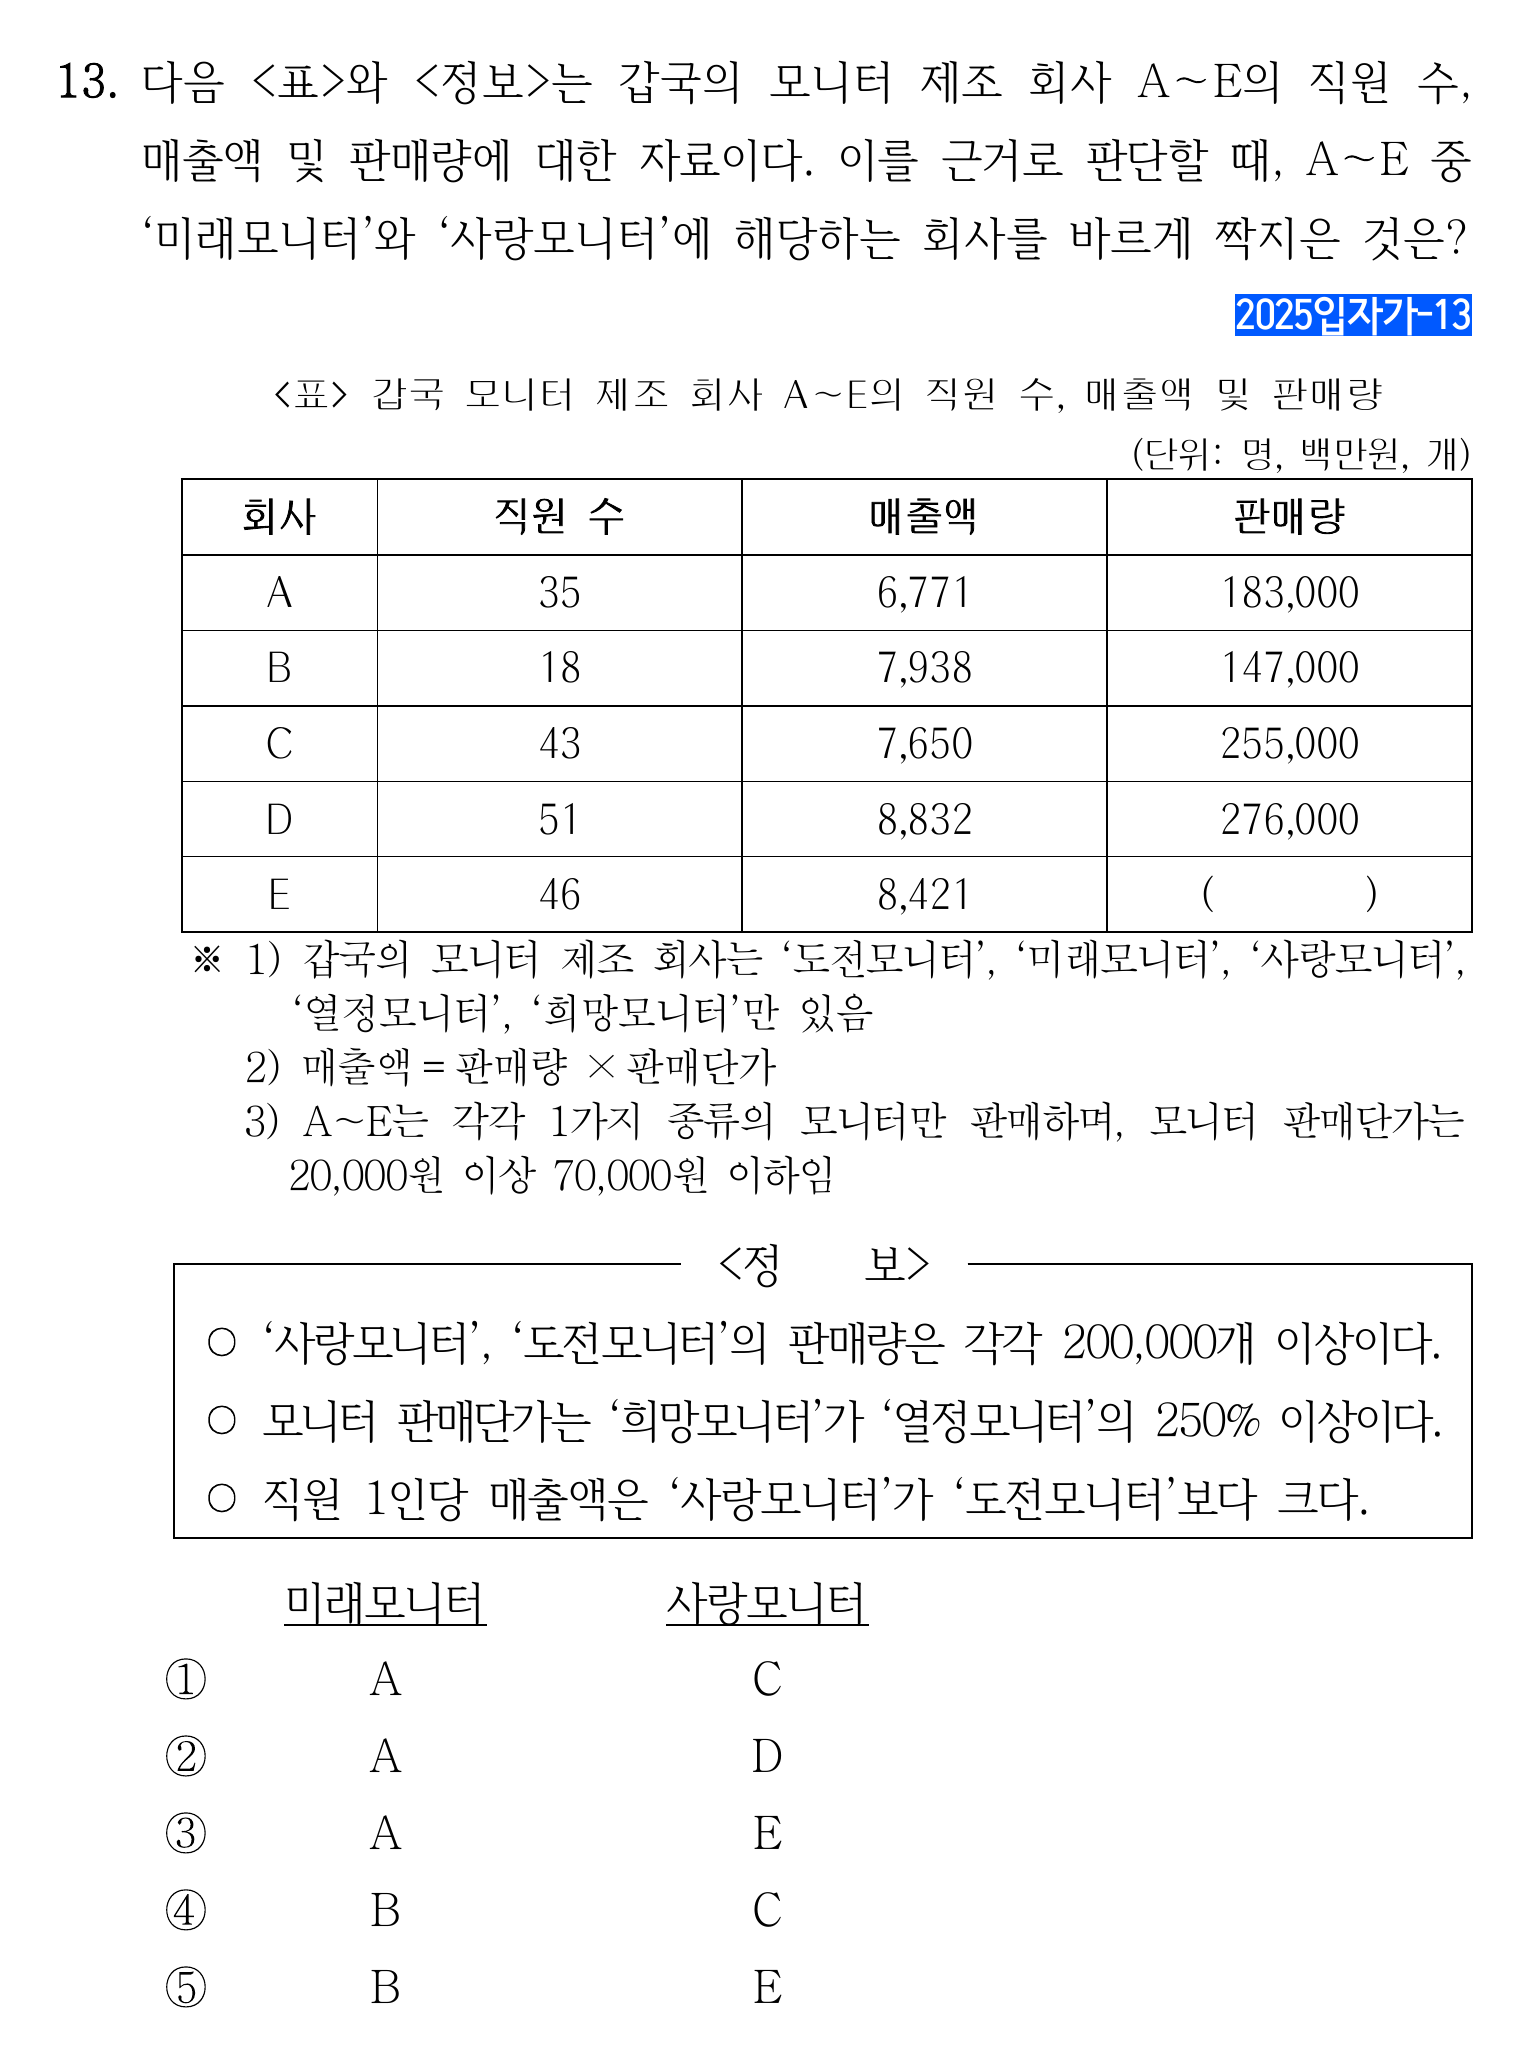 13. 다음 <표>와 <정보>는 갑국의 모니터 제조 회사 A~E의 직원 수,
매출액 및 판매량에 대한 자료이다. 이를 근거로 판단할 때, A~E 중
‘미래모니터’와 ‘사랑모니터’에 해당하는 회사를 바르게 짝지은 것은?
2025입자가-13
<표> 갑국 모니터 제조 회사 A~E의 직원 수, 매출액 및 판매량
(단위: 명, 백만원, 개)
회사 직원 수 매출액 판매량
A 35 6,771 183,000
B 18 7,938 147,000
C 43 7,650 255,000
D 51 8,832 276,000
E 46 8,421 ( )
※ 1) 갑국의 모니터 제조 회사는 ‘도전모니터’, ‘미래모니터’, ‘사랑모니터’,
‘열정모니터’, ‘희망모니터’만 있음
2) 매출액 = 판매량 × 판매단가
3) A~E는 각각 1가지 종류의 모니터만 판매하며, 모니터 판매단가는
20,000원 이상 70,000원 이하임
<정 보>
○ ‘사랑모니터’, ‘도전모니터’의 판매량은 각각 200,000개 이상이다.
○ 모니터 판매단가는 ‘희망모니터’가 ‘열정모니터’의 250% 이상이다.
○ 직원 1인당 매출액은 ‘사랑모니터’가 ‘도전모니터’보다 크다.
미래모니터 사랑모니터
① A C
② A D
③ A E
④ B C
⑤ B E